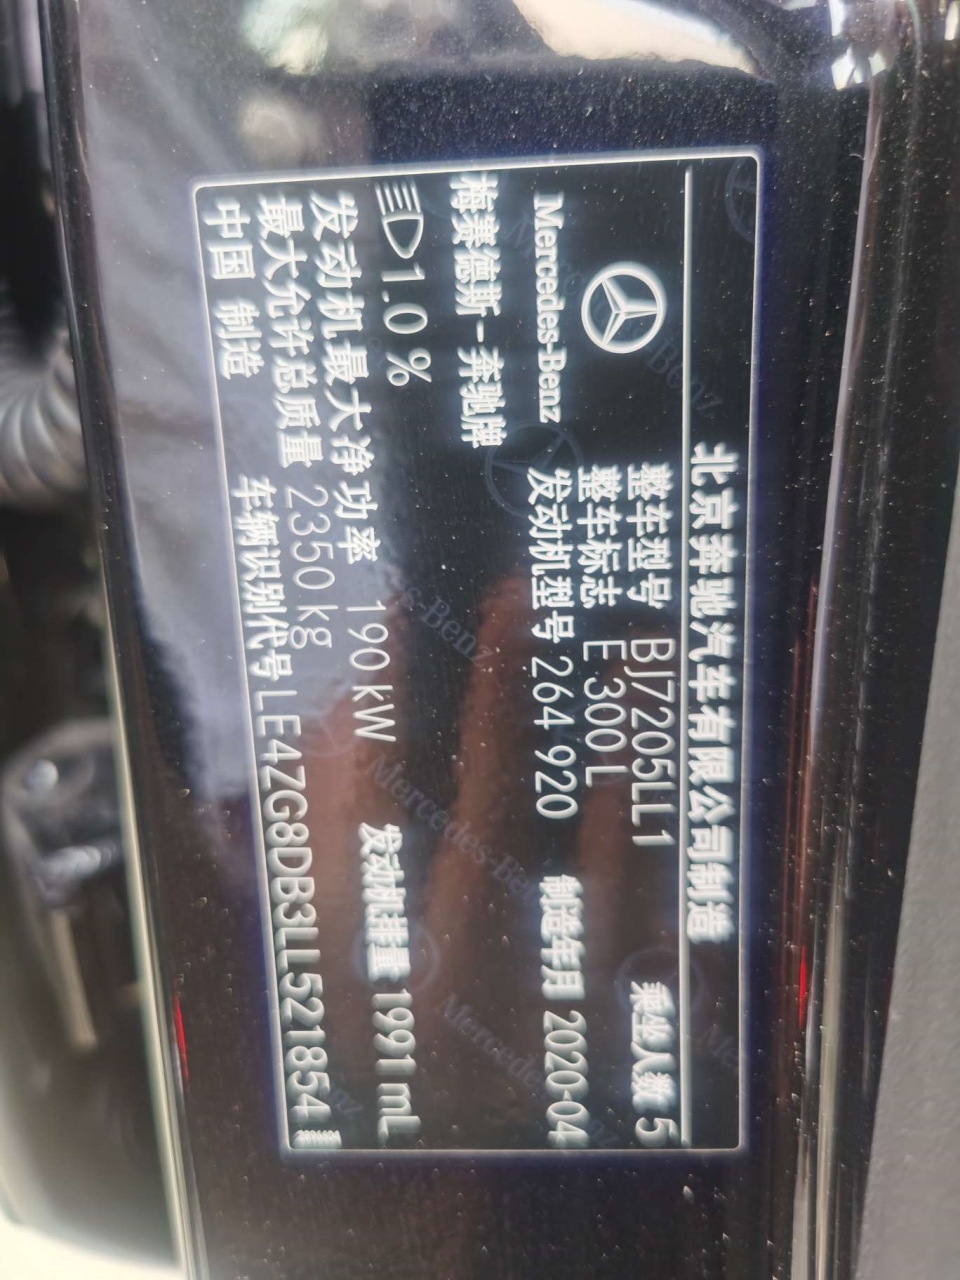 北京奔驰汽车有限公司制造
整车型号 BJ7205LL1 乘坐人数 5
整车标志 E 300 L
Mercedes-Benz 发动机型号 264 920 制造年月 2020-04
梅赛德斯-奔驰牌
1.0%
发动机最大净功率 190 kW 发动机排量 1991 mL
最大允许总质量 2350 kg
中国 制造 车辆识别代号 LE4ZG8DB3LL521854